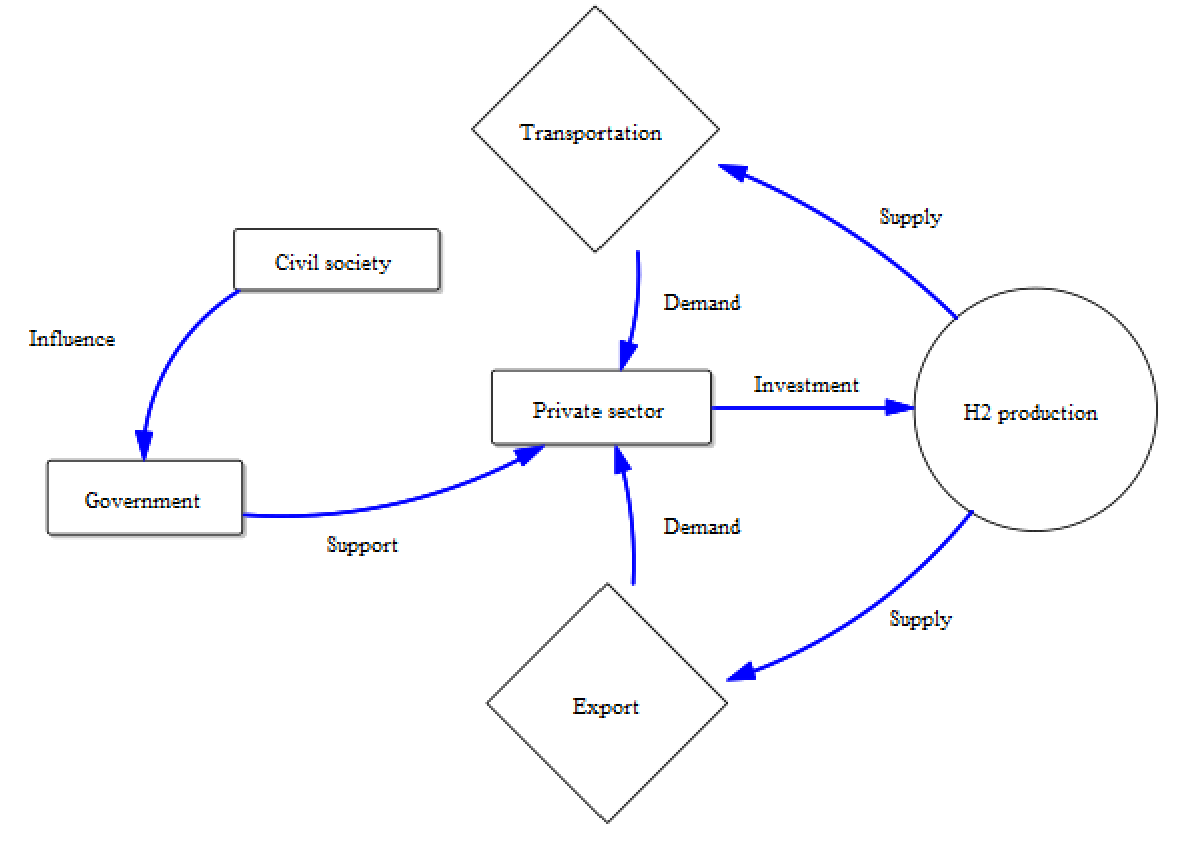 Transportation
Supply
Civil society
Demand
Influence
Investment
Private sector
H2 production
Government
Demand
Support
Supply
Export